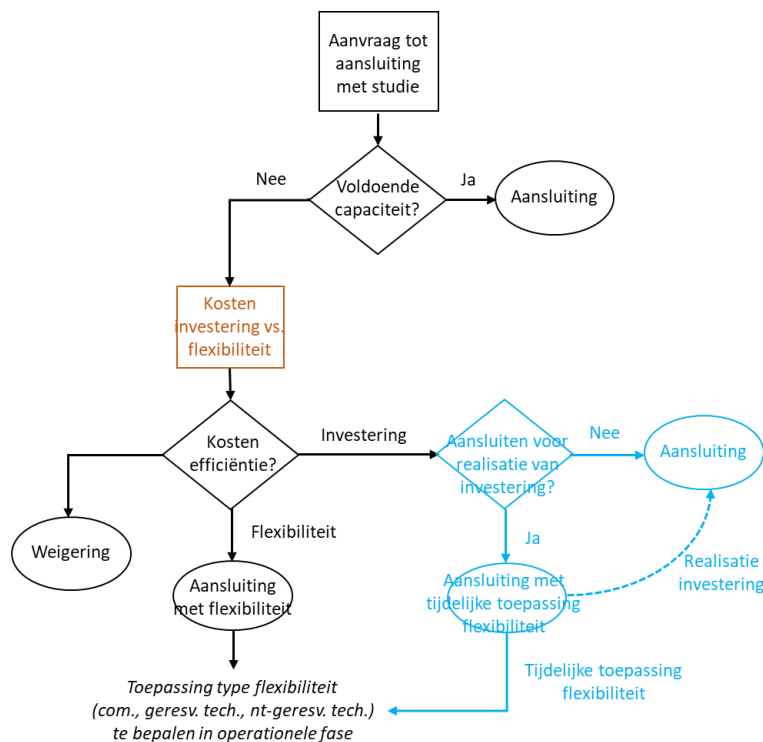 Aanvraag tot
aansluiting
met studie
Nee
Voldoende
capaciteit?
Ja
Aansluiting
Kosten
investering vs.
flexibiliteit
Kosten
efficiëntie?
Investering
Aansluiten voor
realisatie van
investering?
Nee
Aansluiting
Weigering
Flexibiliteit
Ja
Aansluiting
met flexibiliteit
Aansluiting met
tijdelijke toepassing
flexibiliteit
Realisatie
investering
Tijdelijke toepassing
flexibiliteit
Toepassing type flexibiliteit
(com., geresv. tech., nt-geresv. tech.)
te bepalen in operationele fase